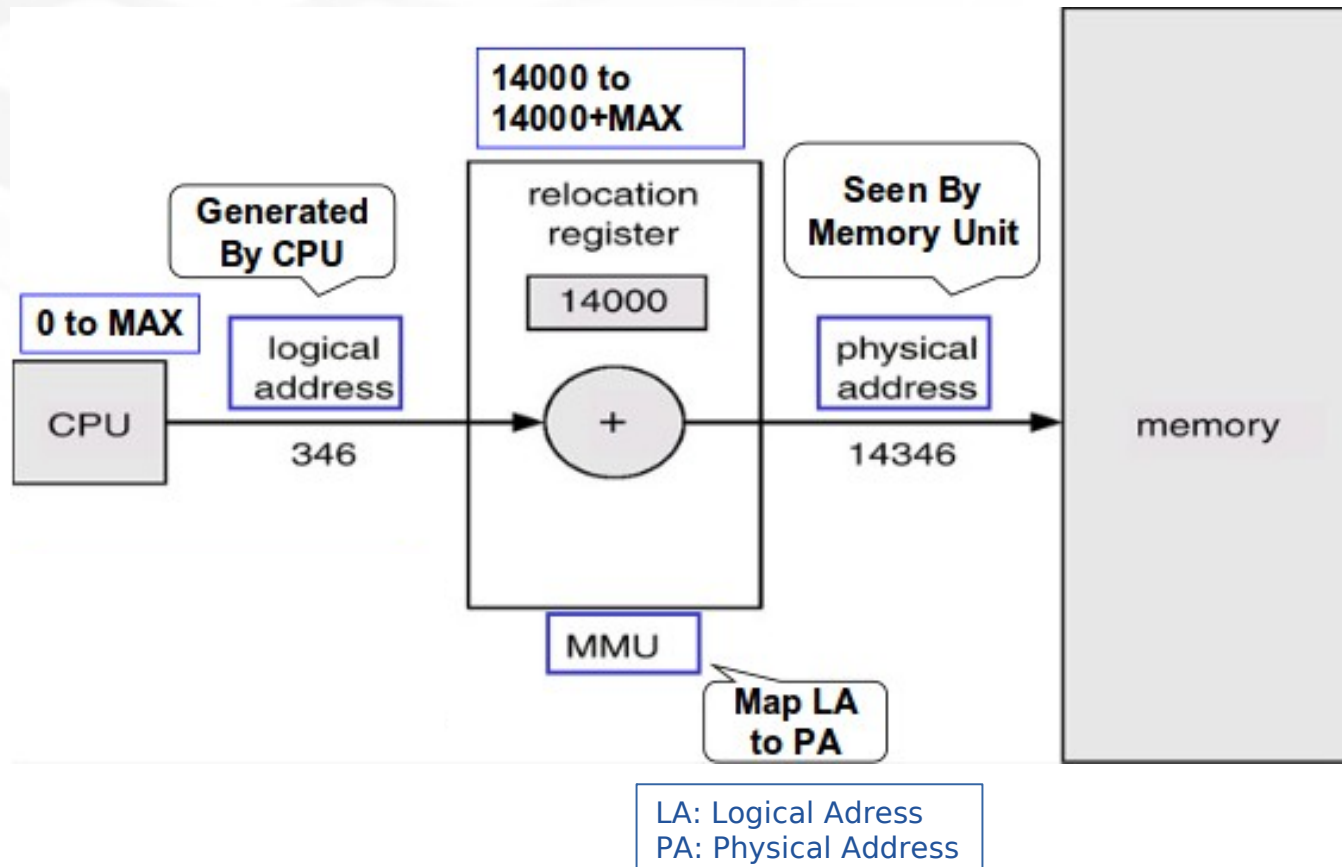 14000 to
14000+MAX
relocation
register
14000
Generated
By CPU
Seen By
Memory Unit
0 to MAX
logical
address
physical
address
CPU
+
memory
346
14346
MMU
Map LA
to PA
LA: Logical Adress
PA: Physical Address